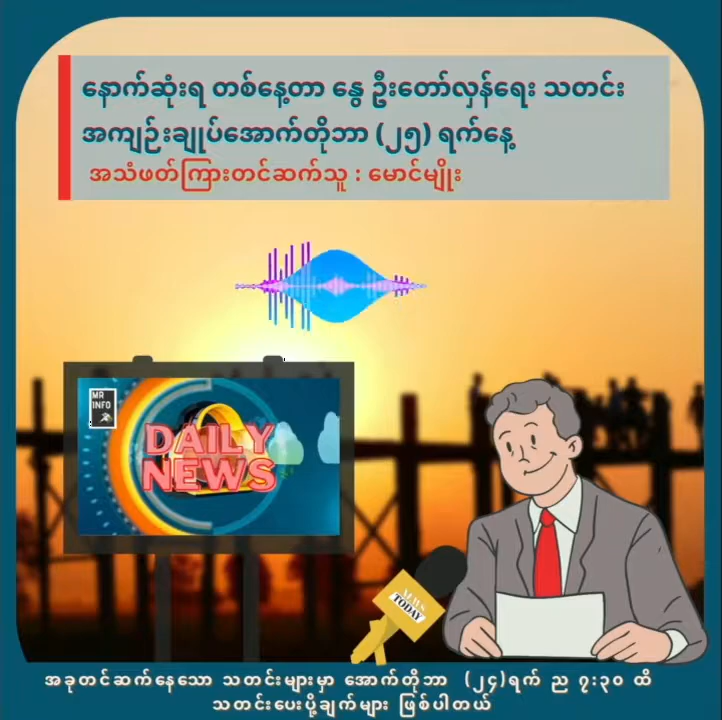 နောက်ဆုံးရ တစ်နေ့တာ နွေ ဦးတော်လှန်ရေး သတင်း
အကျဉ်းချုပ်အောက်တိုဘာ (၂၅) ရက်နေ့
အသံဖတ်ကြားတင်ဆက်သူ : မောင်မျိုး
MR
INFO
DAILY
NEWS
NEWS
TODAY
အခုတင်ဆက်နေသော သတင်းများမှာ အောက်တိုဘာ (၂၄)ရက် ည ၇:၃၀ ထိ
သတင်းပေးပို့ချက်များ ဖြစ်ပါတယ်